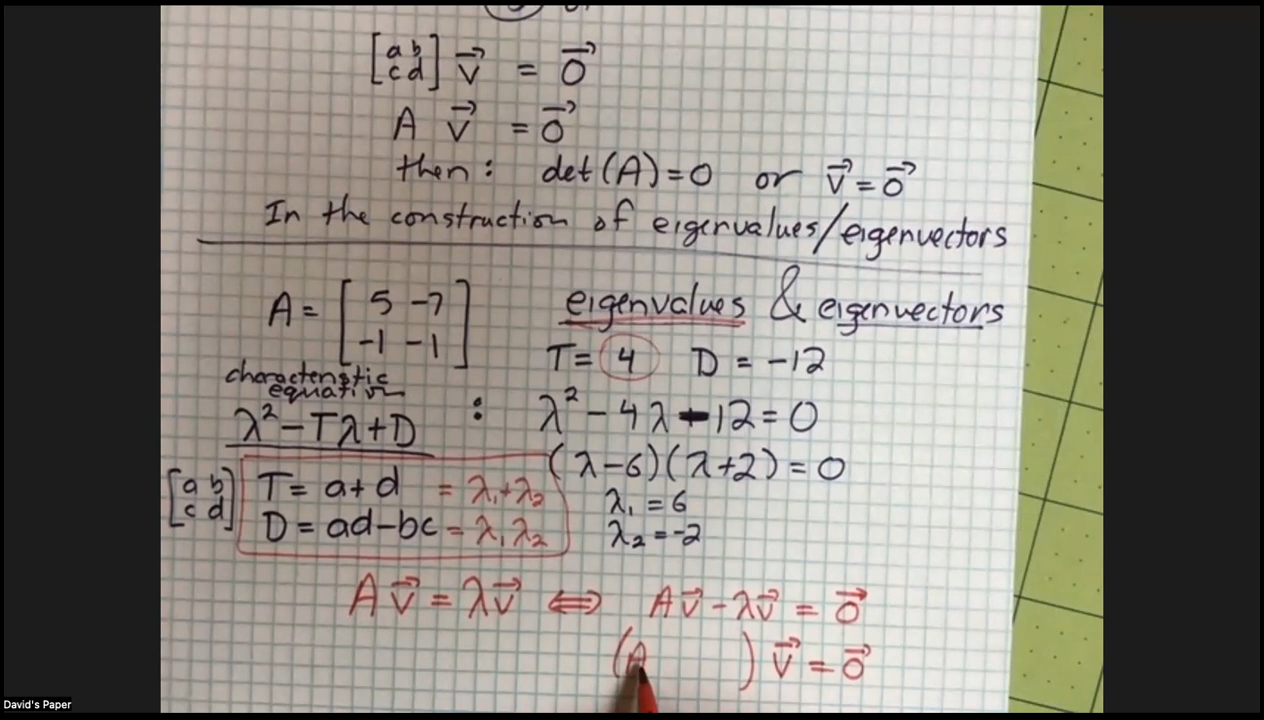 [a b
c d] v⃗ = 0⃗
A v⃗ = 0⃗
then: det(A)=0 or v⃗=0⃗
In the construction of eigenvalues/eigenvectors
A = [5 -7
-1 -1]
eigenvalues & eigenvectors
T= 4 D = -12
characterstic
equation
λ²-Tλ+D : λ² - 4λ - 12 = 0
(λ-6)(λ+2) = 0
[a b
c d]
T= a+d = λ₁+λ₂
D = ad-bc = λ₁λ₂
λ₁ = 6
λ₂ = -2
Av⃗ = λv⃗ ⟺ Av⃗ - λv⃗ = 0⃗
(A ) v⃗ = 0⃗
David's Paper